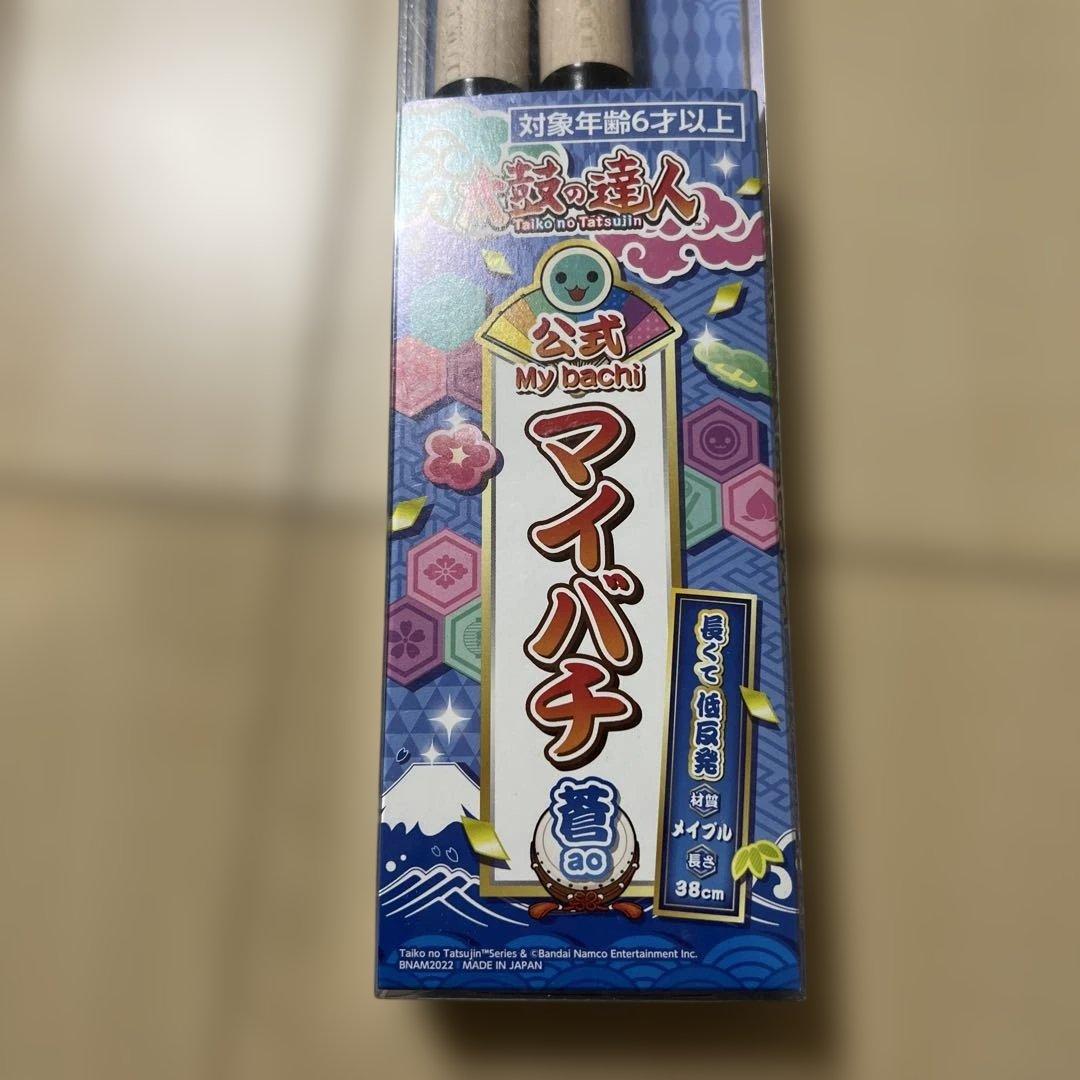 対象年齢6才以上
太鼓の達人
Taiko no Tatsujin
公式
My bachi
マイバチ
蒼
ao
長くて低反発
材質
メイプル
長さ
38cm
Taiko no Tatsujin™Series & ©Bandai Namco Entertainment Inc.
BNAM2022 MADE IN JAPAN